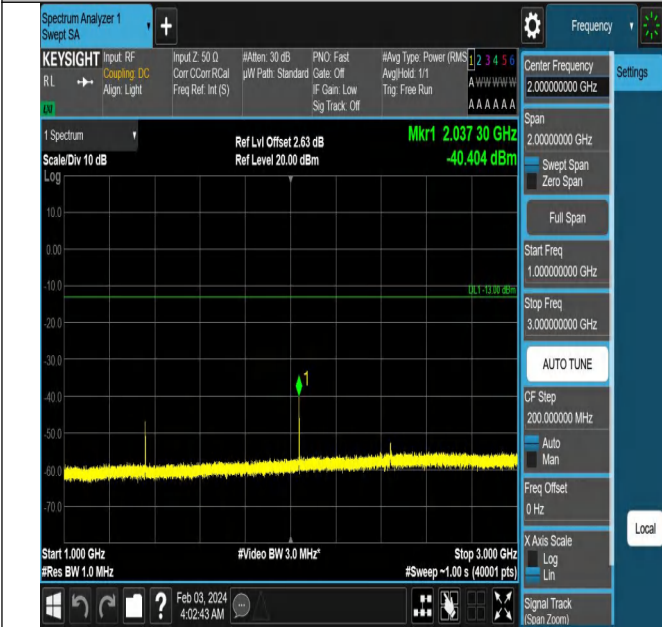 Spectrum Analyzer 1
Swept SA
Frequency
KEYSIGHT
RL
Input: RF
Coupling: DC
Align: Light
Input Z: 50 Ω
Corr CCorr RCal
Freq Ref: Int (S)
#Atten: 30 dB
µW Path: Standard
PNO: Fast
Gate: Off
IF Gain: Low
Sig Track: Off
#Avg Type: Power (RMS
Avg|Hold: 1/1
Trig: Free Run
1 2 3 4 5 6
A W W W W W
A A A A A A
LXI
1 Spectrum
Scale/Div 10 dB
Ref Lvl Offset 2.63 dB
Ref Level 20.00 dBm
Mkr1 2.037 30 GHz
-40.404 dBm
Log
10.0
0.00
-10.0
DL1 -13.00 dBm
-20.0
-30.0
1
-40.0
-50.0
-60.0
-70.0
Start 1.000 GHz
#Res BW 1.0 MHz
#Video BW 3.0 MHz*
Stop 3.000 GHz
#Sweep ~1.00 s (40001 pts)
Feb 03, 2024
4:02:43 AM
Center Frequency
2.000000000 GHz
Settings
Span
2.00000000 GHz
Swept Span
Zero Span
Full Span
Start Freq
1.000000000 GHz
Stop Freq
3.000000000 GHz
AUTO TUNE
CF Step
200.000000 MHz
Auto
Man
Freq Offset
0 Hz
X Axis Scale
Log
Lin
Local
Signal Track
(Span Zoom)